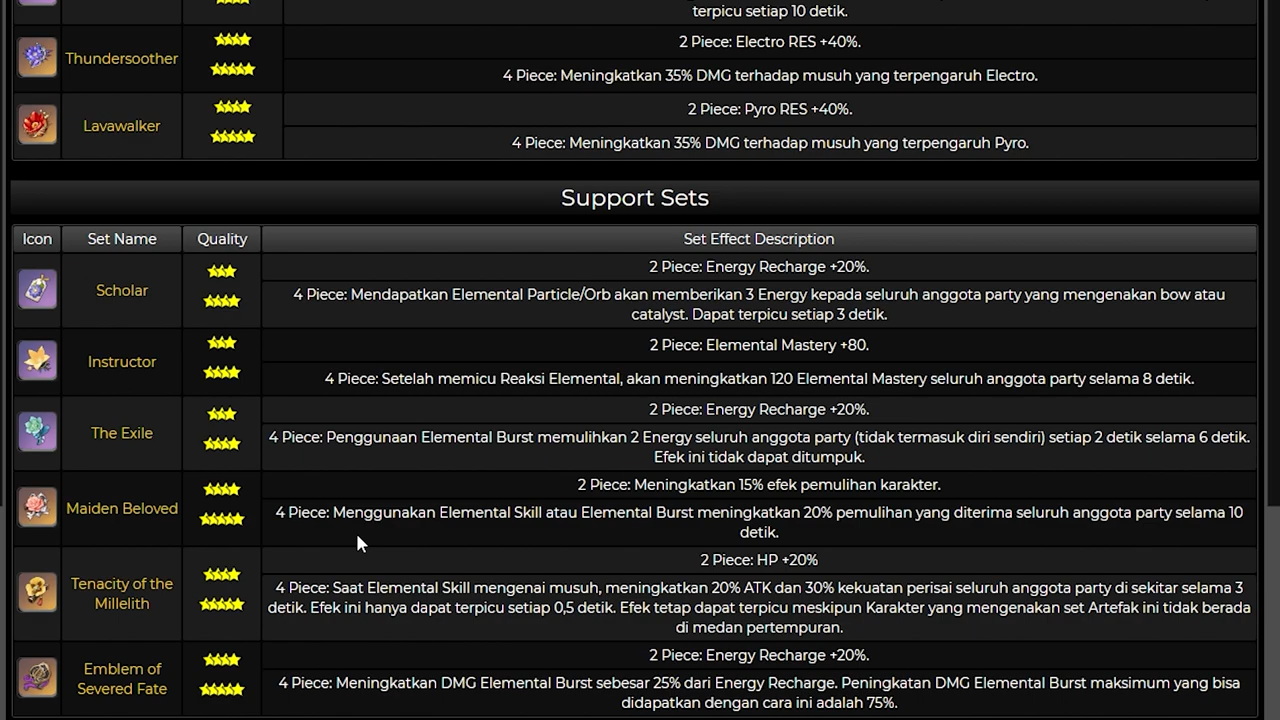 terpicu setiap 10 detik.
Thundersoother
2 Piece: Electro RES +40%.
4 Piece: Meningkatkan 35% DMG terhadap musuh yang terpengaruh Electro.
Lavawalker
2 Piece: Pyro RES +40%.
4 Piece: Meningkatkan 35% DMG terhadap musuh yang terpengaruh Pyro.
Support Sets
Icon Set Name Quality Set Effect Description
Scholar
2 Piece: Energy Recharge +20%.
4 Piece: Mendapatkan Elemental Particle/Orb akan memberikan 3 Energy kepada seluruh anggota party yang mengenakan bow atau
catalyst. Dapat terpicu setiap 3 detik.
Instructor
2 Piece: Elemental Mastery +80.
4 Piece: Setelah memicu Reaksi Elemental, akan meningkatkan 120 Elemental Mastery seluruh anggota party selama 8 detik.
The Exile
2 Piece: Energy Recharge +20%.
4 Piece: Penggunaan Elemental Burst memulihkan 2 Energy seluruh anggota party (tidak termasuk diri sendiri) setiap 2 detik selama 6 detik.
Efek ini tidak dapat ditumpuk.
Maiden Beloved
2 Piece: Meningkatkan 15% efek pemulihan karakter.
4 Piece: Menggunakan Elemental Skill atau Elemental Burst meningkatkan 20% pemulihan yang diterima seluruh anggota party selama 10
detik.
Tenacity of the
Millelith
2 Piece: HP +20%
4 Piece: Saat Elemental Skill mengenai musuh, meningkatkan 20% ATK dan 30% kekuatan perisai seluruh anggota party di sekitar selama 3
detik. Efek ini hanya dapat terpicu setiap 0,5 detik. Efek tetap dapat terpicu meskipun Karakter yang mengenakan set Artefak ini tidak berada
di medan pertempuran.
Emblem of
Severed Fate
2 Piece: Energy Recharge +20%.
4 Piece: Meningkatkan DMG Elemental Burst sebesar 25% dari Energy Recharge. Peningkatan DMG Elemental Burst maksimum yang bisa
didapatkan dengan cara ini adalah 75%.